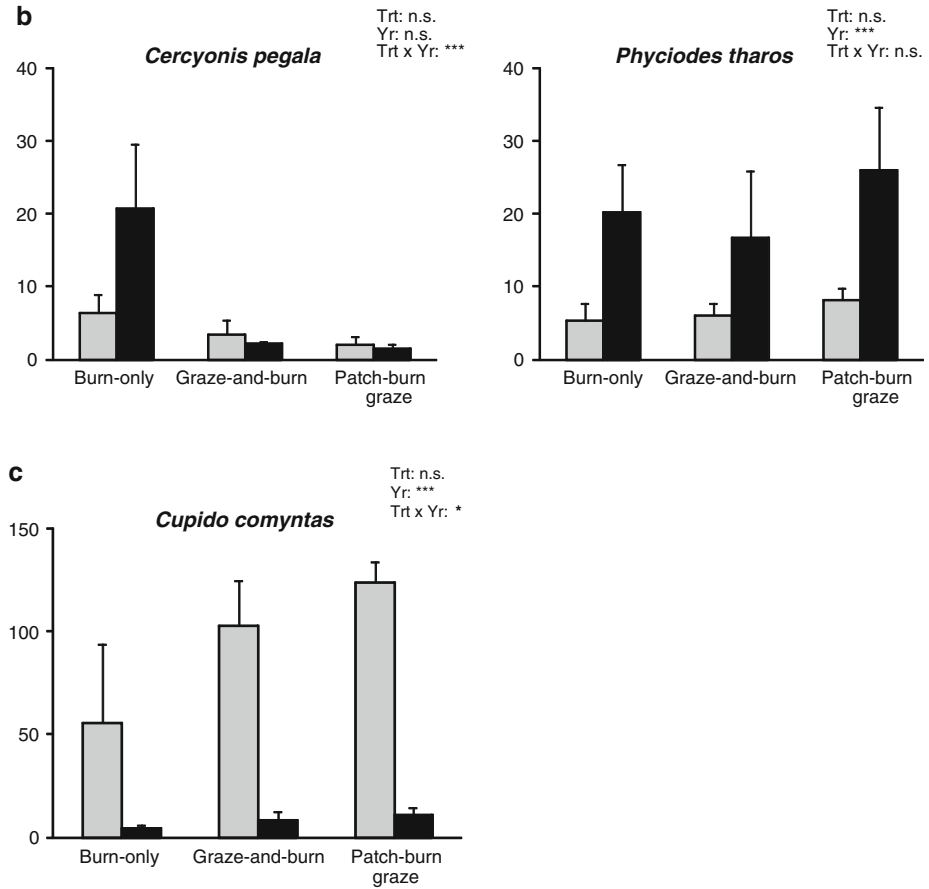 b
Trt: n.s.
Yr: n.s.
Trt x Yr: ***
Cercyonis pegala
40
30
20
10
0
Burn-only Graze-and-burn Patch-burn
graze
Trt: n.s.
Yr: ***
Trt x Yr: n.s.
Phyciodes tharos
40
30
20
10
0
Burn-only Graze-and-burn Patch-burn
graze
c
Trt: n.s.
Yr: ***
Trt x Yr: *
Cupido comyntas
150
100
50
0
Burn-only Graze-and-burn Patch-burn
graze